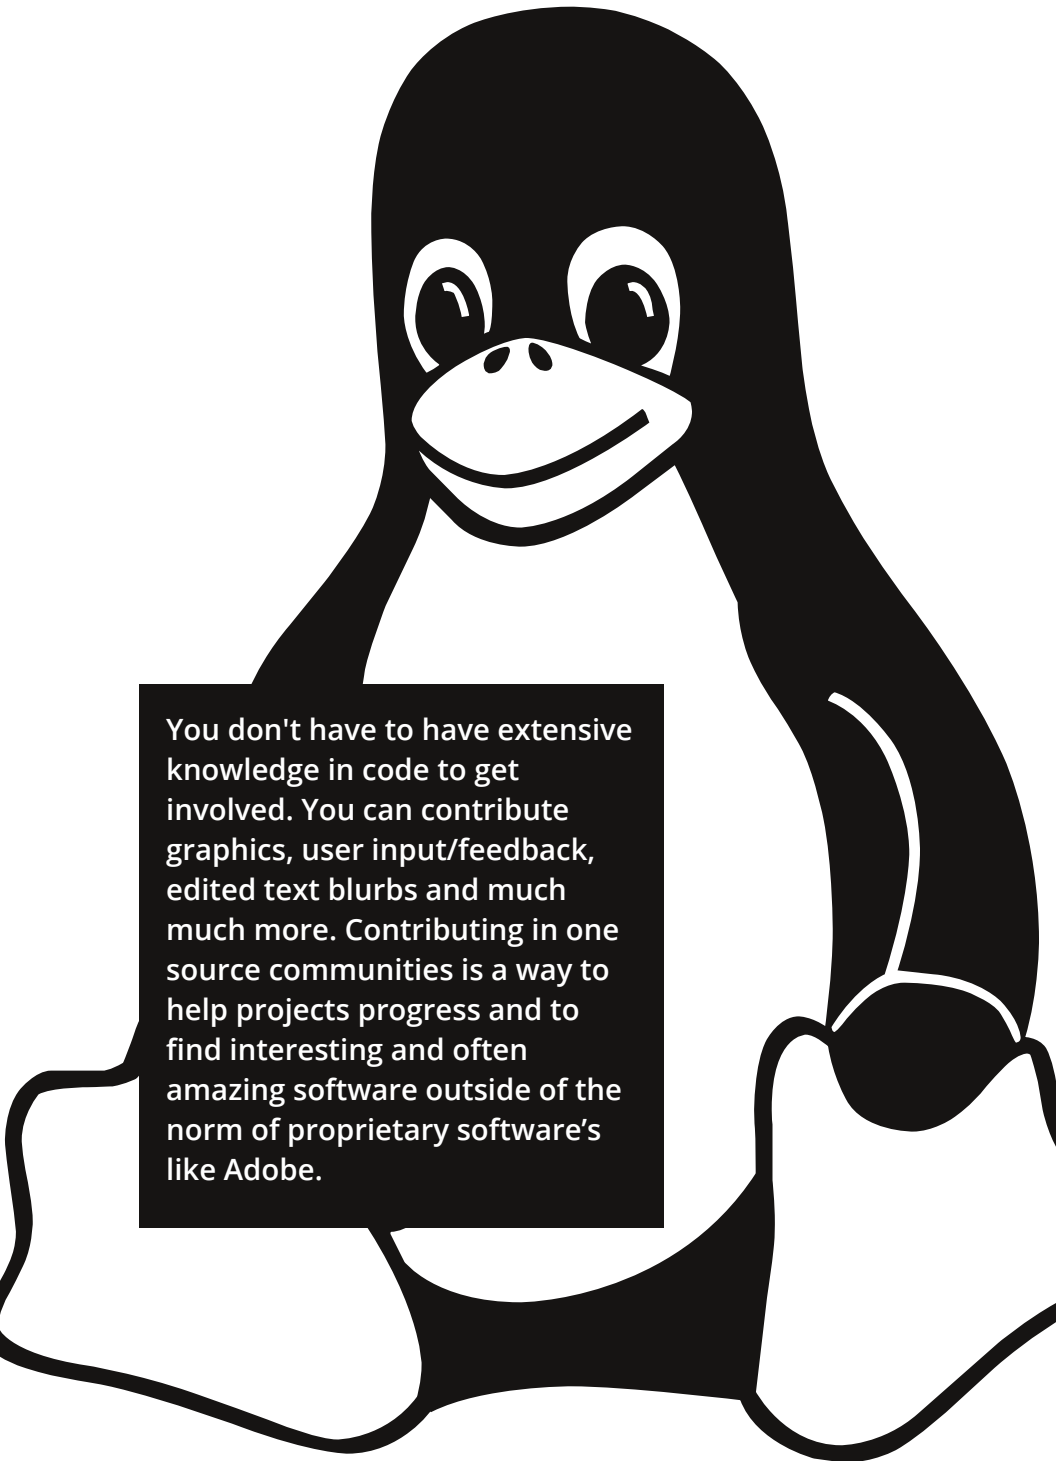 You don't have to have extensive
knowledge in code to get
involved. You can contribute
graphics, user input/feedback,
edited text blurbs and much
much more. Contributing in one
source communities is a way to
help projects progress and to
find interesting and often
amazing software outside of the
norm of proprietary software’s
like Adobe.